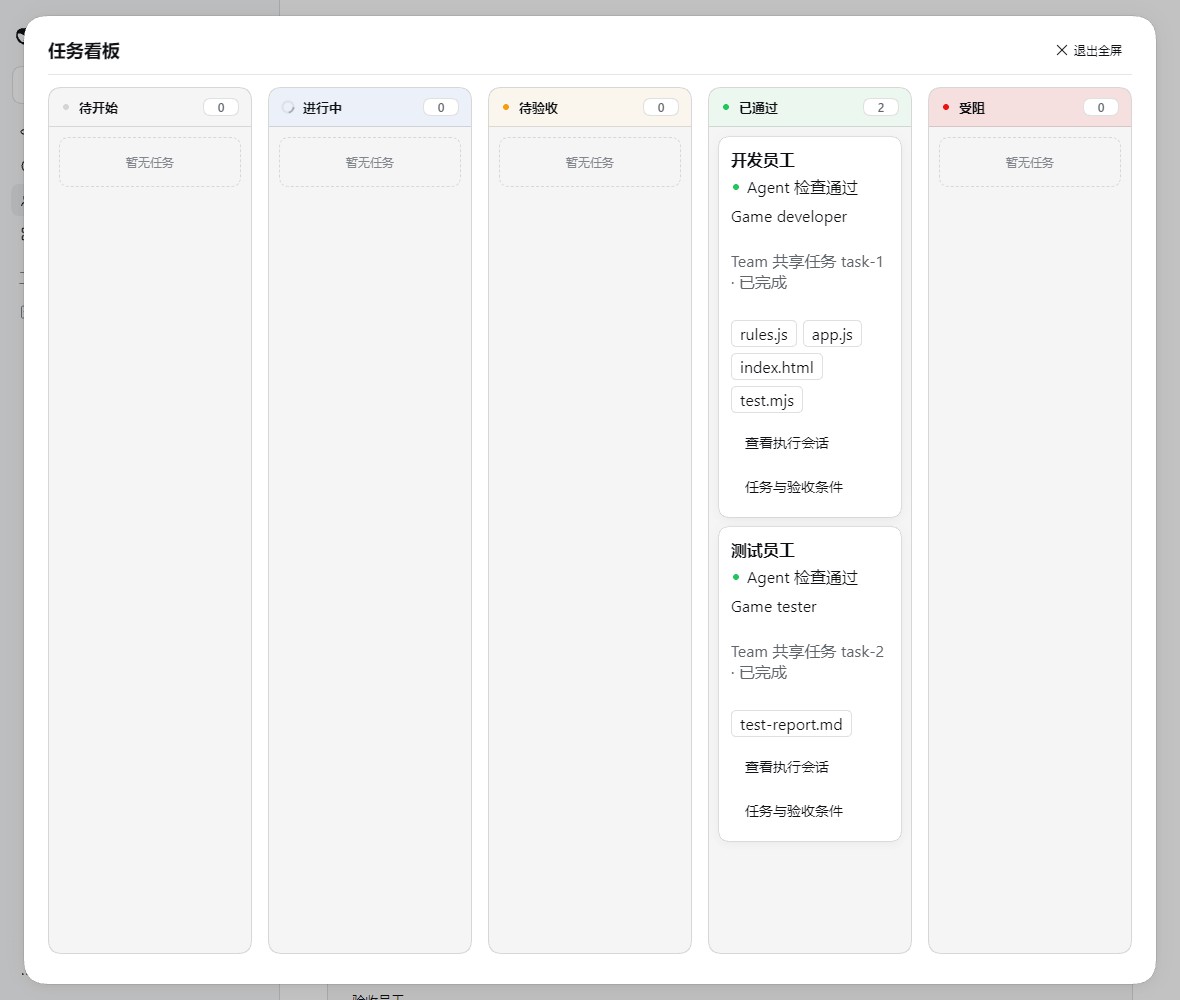 任务看板
退出全屏
待开始 0
暂无任务
进行中 0
暂无任务
待验收 0
暂无任务
已通过 2
开发员工
Agent 检查通过
Game developer
Team 共享任务 task-1
· 已完成
rules.js app.js
index.html
test.mjs
查看执行会话
任务与验收条件
测试员工
Agent 检查通过
Game tester
Team 共享任务 task-2
· 已完成
test-report.md
查看执行会话
任务与验收条件
受阻 0
暂无任务